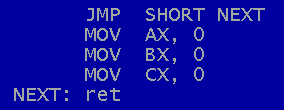 JMP SHORT NEXT
MOV AX, 0
MOV BX, 0
MOV CX, 0
NEXT: ret